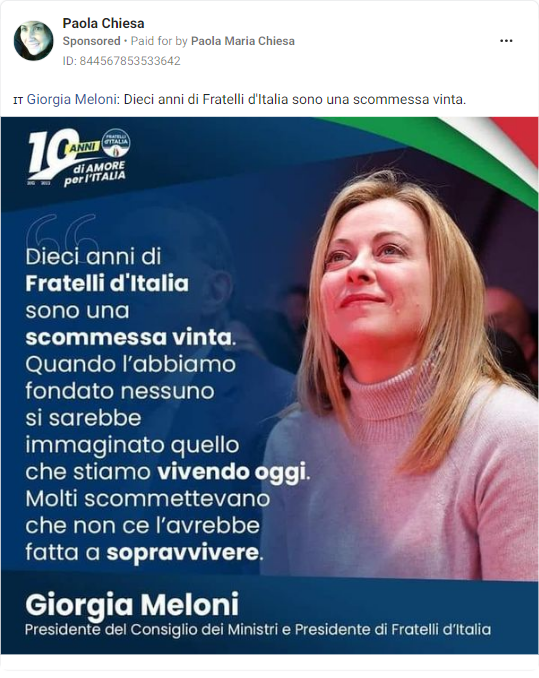 Paola Chiesa
Sponsored • Paid for by Paola Maria Chiesa
ID: 844567853533642
IT Giorgia Meloni: Dieci anni di Fratelli d'Italia sono una scommessa vinta.
10 ANNI
di AMORE
per l'ITALIA
2012 2022
FRATELLI
d'ITALIA
Dieci anni di
Fratelli d'Italia
sono una
scommessa vinta.
Quando l'abbiamo
fondato nessuno
si sarebbe
immaginato quello
che stiamo vivendo oggi.
Molti scommettevano
che non ce l'avrebbe
fatta a sopravvivere.
Giorgia Meloni
Presidente del Consiglio dei Ministri e Presidente di Fratelli d'Italia